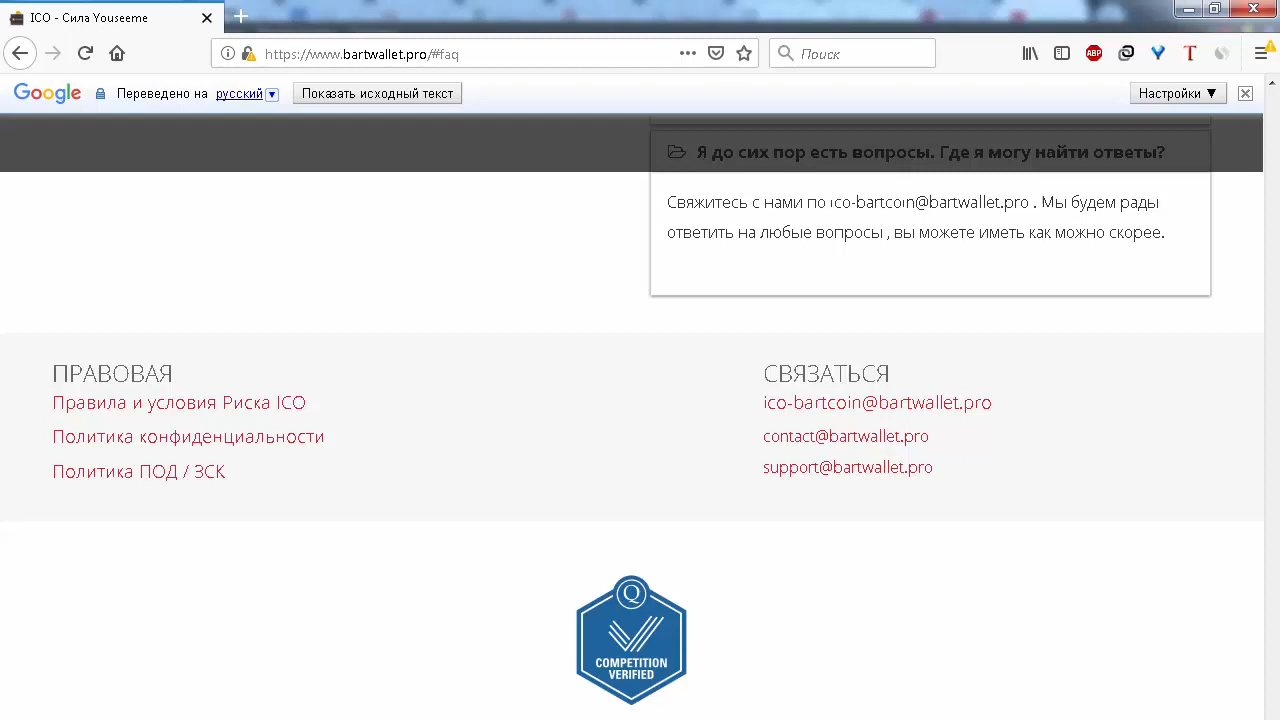 ICO - Сила Youseeme
https://www.bartwallet.pro/#faq
Поиск
ABP
T
Google Переведено на русский Показать исходный текст Настройки ▼
Я до сих пор есть вопросы. Где я могу найти ответы?
Свяжитесь с нами по ico-bartcoin@bartwallet.pro . Мы будем рады
ответить на любые вопросы , вы можете иметь как можно скорее.
ПРАВОВАЯ
Правила и условия Риска ICO
Политика конфиденциальности
Политика ПОД / ЗСК
СВЯЗАТЬСЯ
ico-bartcoin@bartwallet.pro
contact@bartwallet.pro
support@bartwallet.pro
Q
COMPETITION
VERIFIED